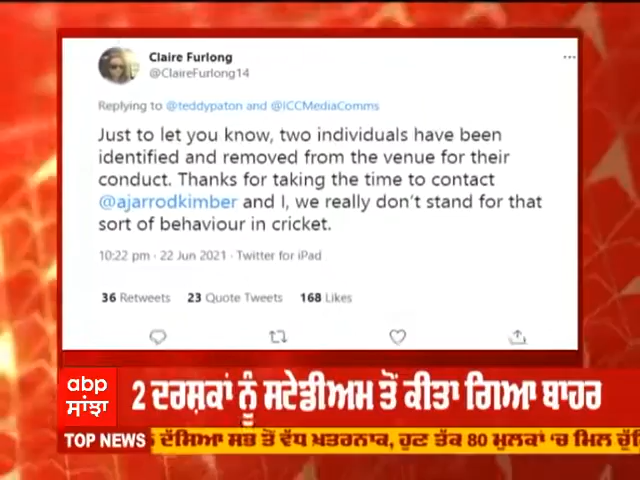 Claire Furlong
@ClaireFurlong14
Replying to @teddypaton and @ICCMediaComms
Just to let you know, two individuals have been
identified and removed from the venue for their
conduct. Thanks for taking the time to contact
@ajarrodkimber and I, we really don't stand for that
sort of behaviour in cricket.
10:22 pm · 22 Jun 2021 · Twitter for iPad
36 Retweets 23 Quote Tweets 168 Likes
abp
ਸਾਂਝਾ
2 ਦਰਸ਼ਕਾਂ ਨੂੰ ਸਟੇਡੀਅਮ ਤੋਂ ਕੀਤਾ ਗਿਆ ਬਾਹਰ
TOP NEWS ਦੱਸਿਆ ਸਭ ਤੋਂ ਵੱਧ ਖ਼ਤਰਨਾਕ, ਹੁਣ ਤੱਕ 80 ਮੁਲਕਾਂ 'ਚ ਮਿਲ